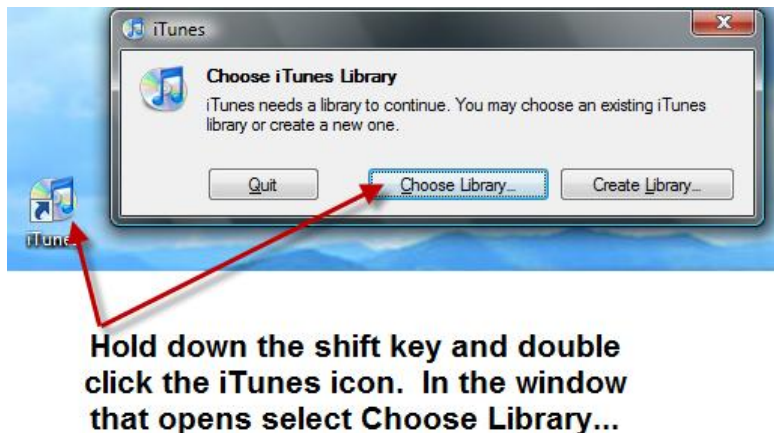 iTunes
Choose iTunes Library
iTunes needs a library to continue. You may choose an existing iTunes
library or create a new one.
Quit
Choose Library...
Create Library...
iTunes
Hold down the shift key and double
click the iTunes icon. In the window
that opens select Choose Library...